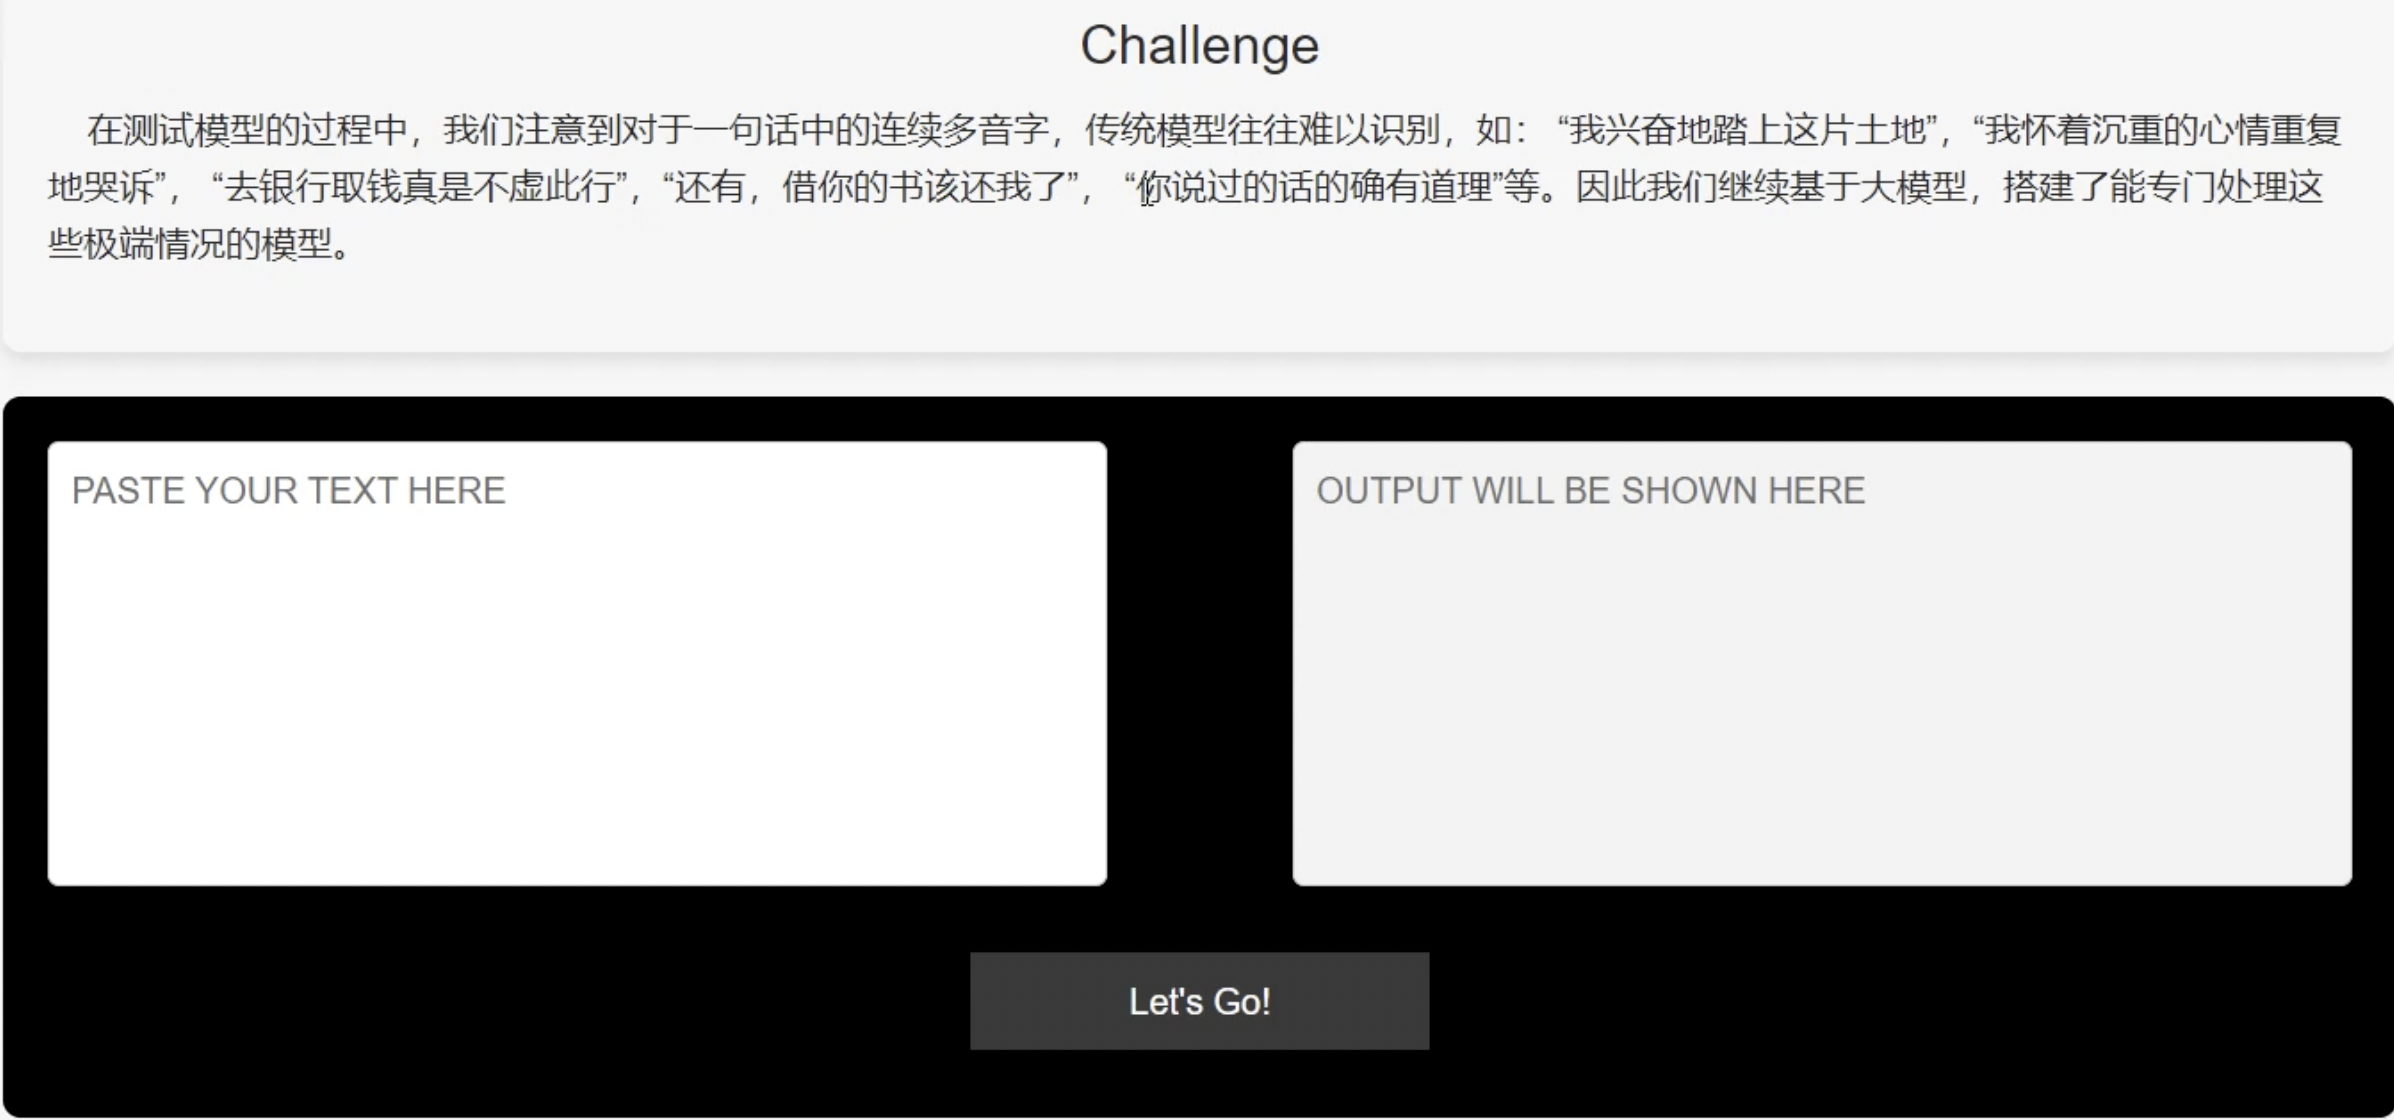 Challenge
在测试模型的过程中，我们注意到对于一句话中的连续多音字，传统模型往往难以识别，如：“我兴奋地踏上这片土地”，“我怀着沉重的心情重复
地哭诉”，“去银行取钱真是不虚此行”，“还有，借你的书该还我了”，“你说过的话的确有道理”等。因此我们继续基于大模型，搭建了能专门处理这
些极端情况的模型。
PASTE YOUR TEXT HERE
OUTPUT WILL BE SHOWN HERE
Let's Go!